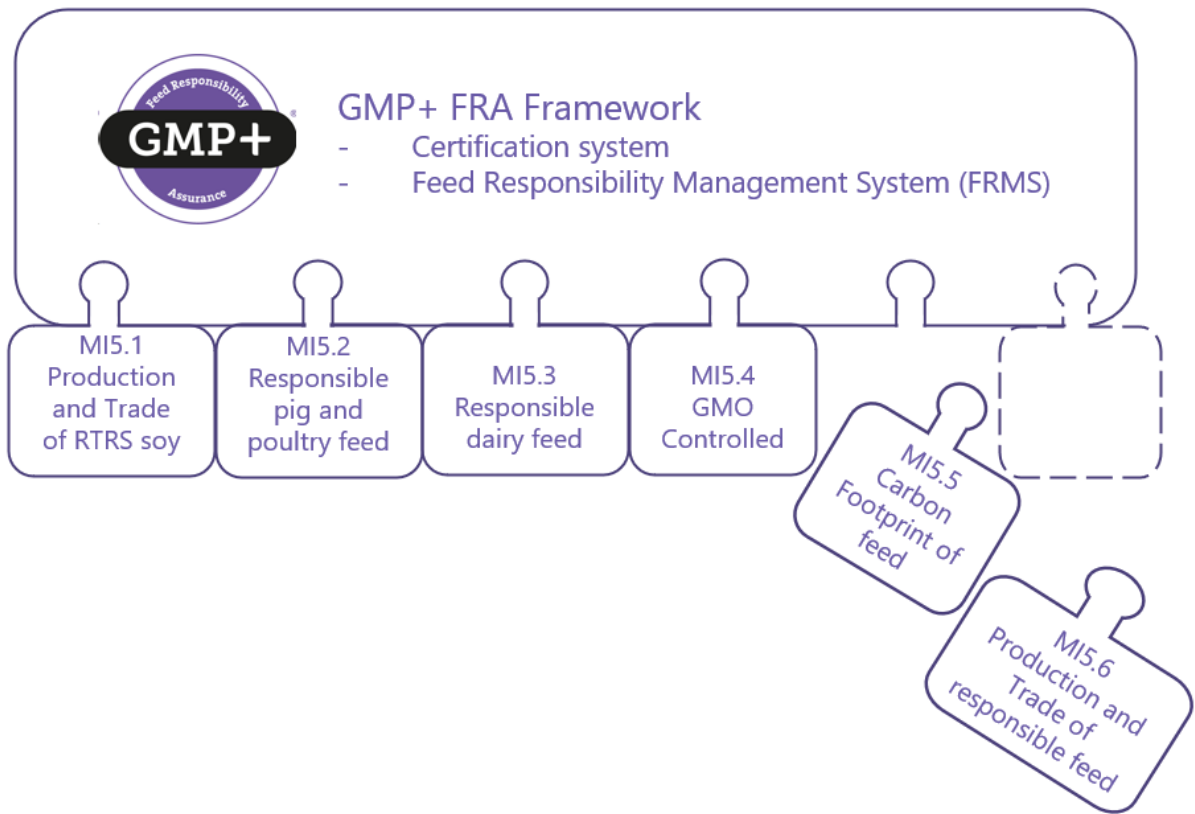 Feed Responsibility
GMP+
®
Assurance
GMP+ FRA Framework
- Certification system
- Feed Responsibility Management System (FRMS)
MI5.1
Production
and Trade
of RTRS soy
MI5.2
Responsible
pig and
poultry feed
MI5.3
Responsible
dairy feed
MI5.4
GMO
Controlled
MI5.5
Carbon
Footprint of
feed
MI5.6
Production and
Trade of
responsible feed